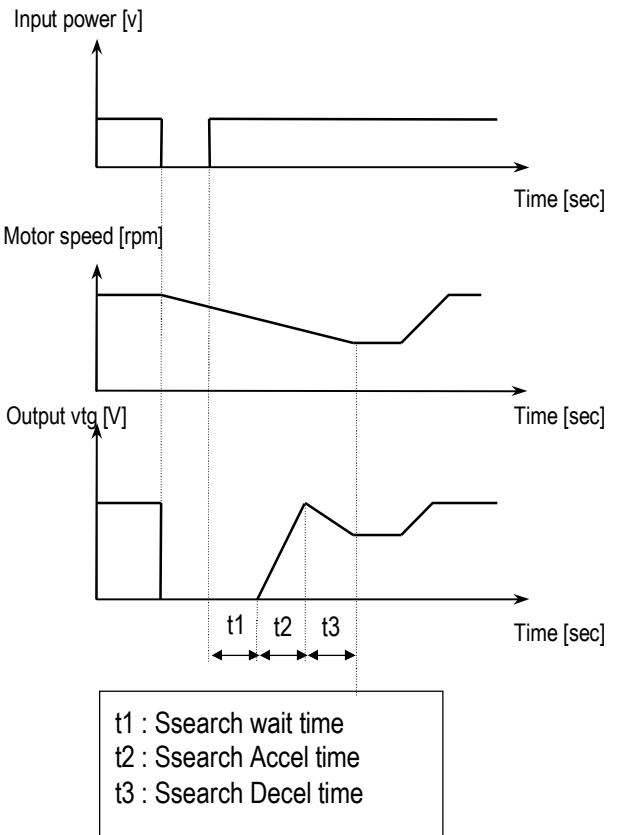 Input power [v]
Time [sec]
Motor speed [rpm]
Time [sec]
Output vtg [V]
t1 t2 t3
Time [sec]
t1 : Ssearch wait time
t2 : Ssearch Accel time
t3 : Ssearch Decel time